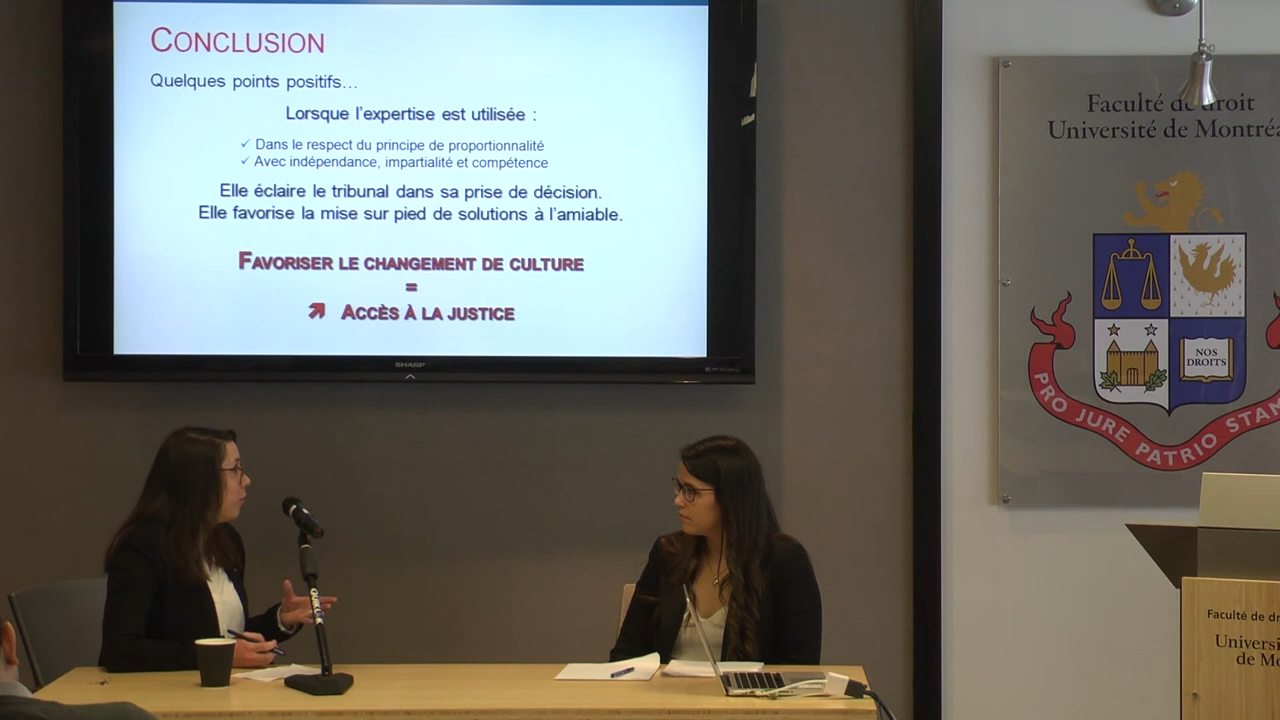 CONCLUSION
Quelques points positifs…
Lorsque l'expertise est utilisée :
✓ Dans le respect du principe de proportionnalité
✓ Avec indépendance, impartialité et compétence
Elle éclaire le tribunal dans sa prise de décision.
Elle favorise la mise sur pied de solutions à l'amiable.
FAVORISER LE CHANGEMENT DE CULTURE
=
↗ ACCÈS À LA JUSTICE
SHARP
Faculté de droit
Université de Montréa
NOS
DROITS
PRO JURE PATRIO STAM
Faculté de dr
Universi
de Mo